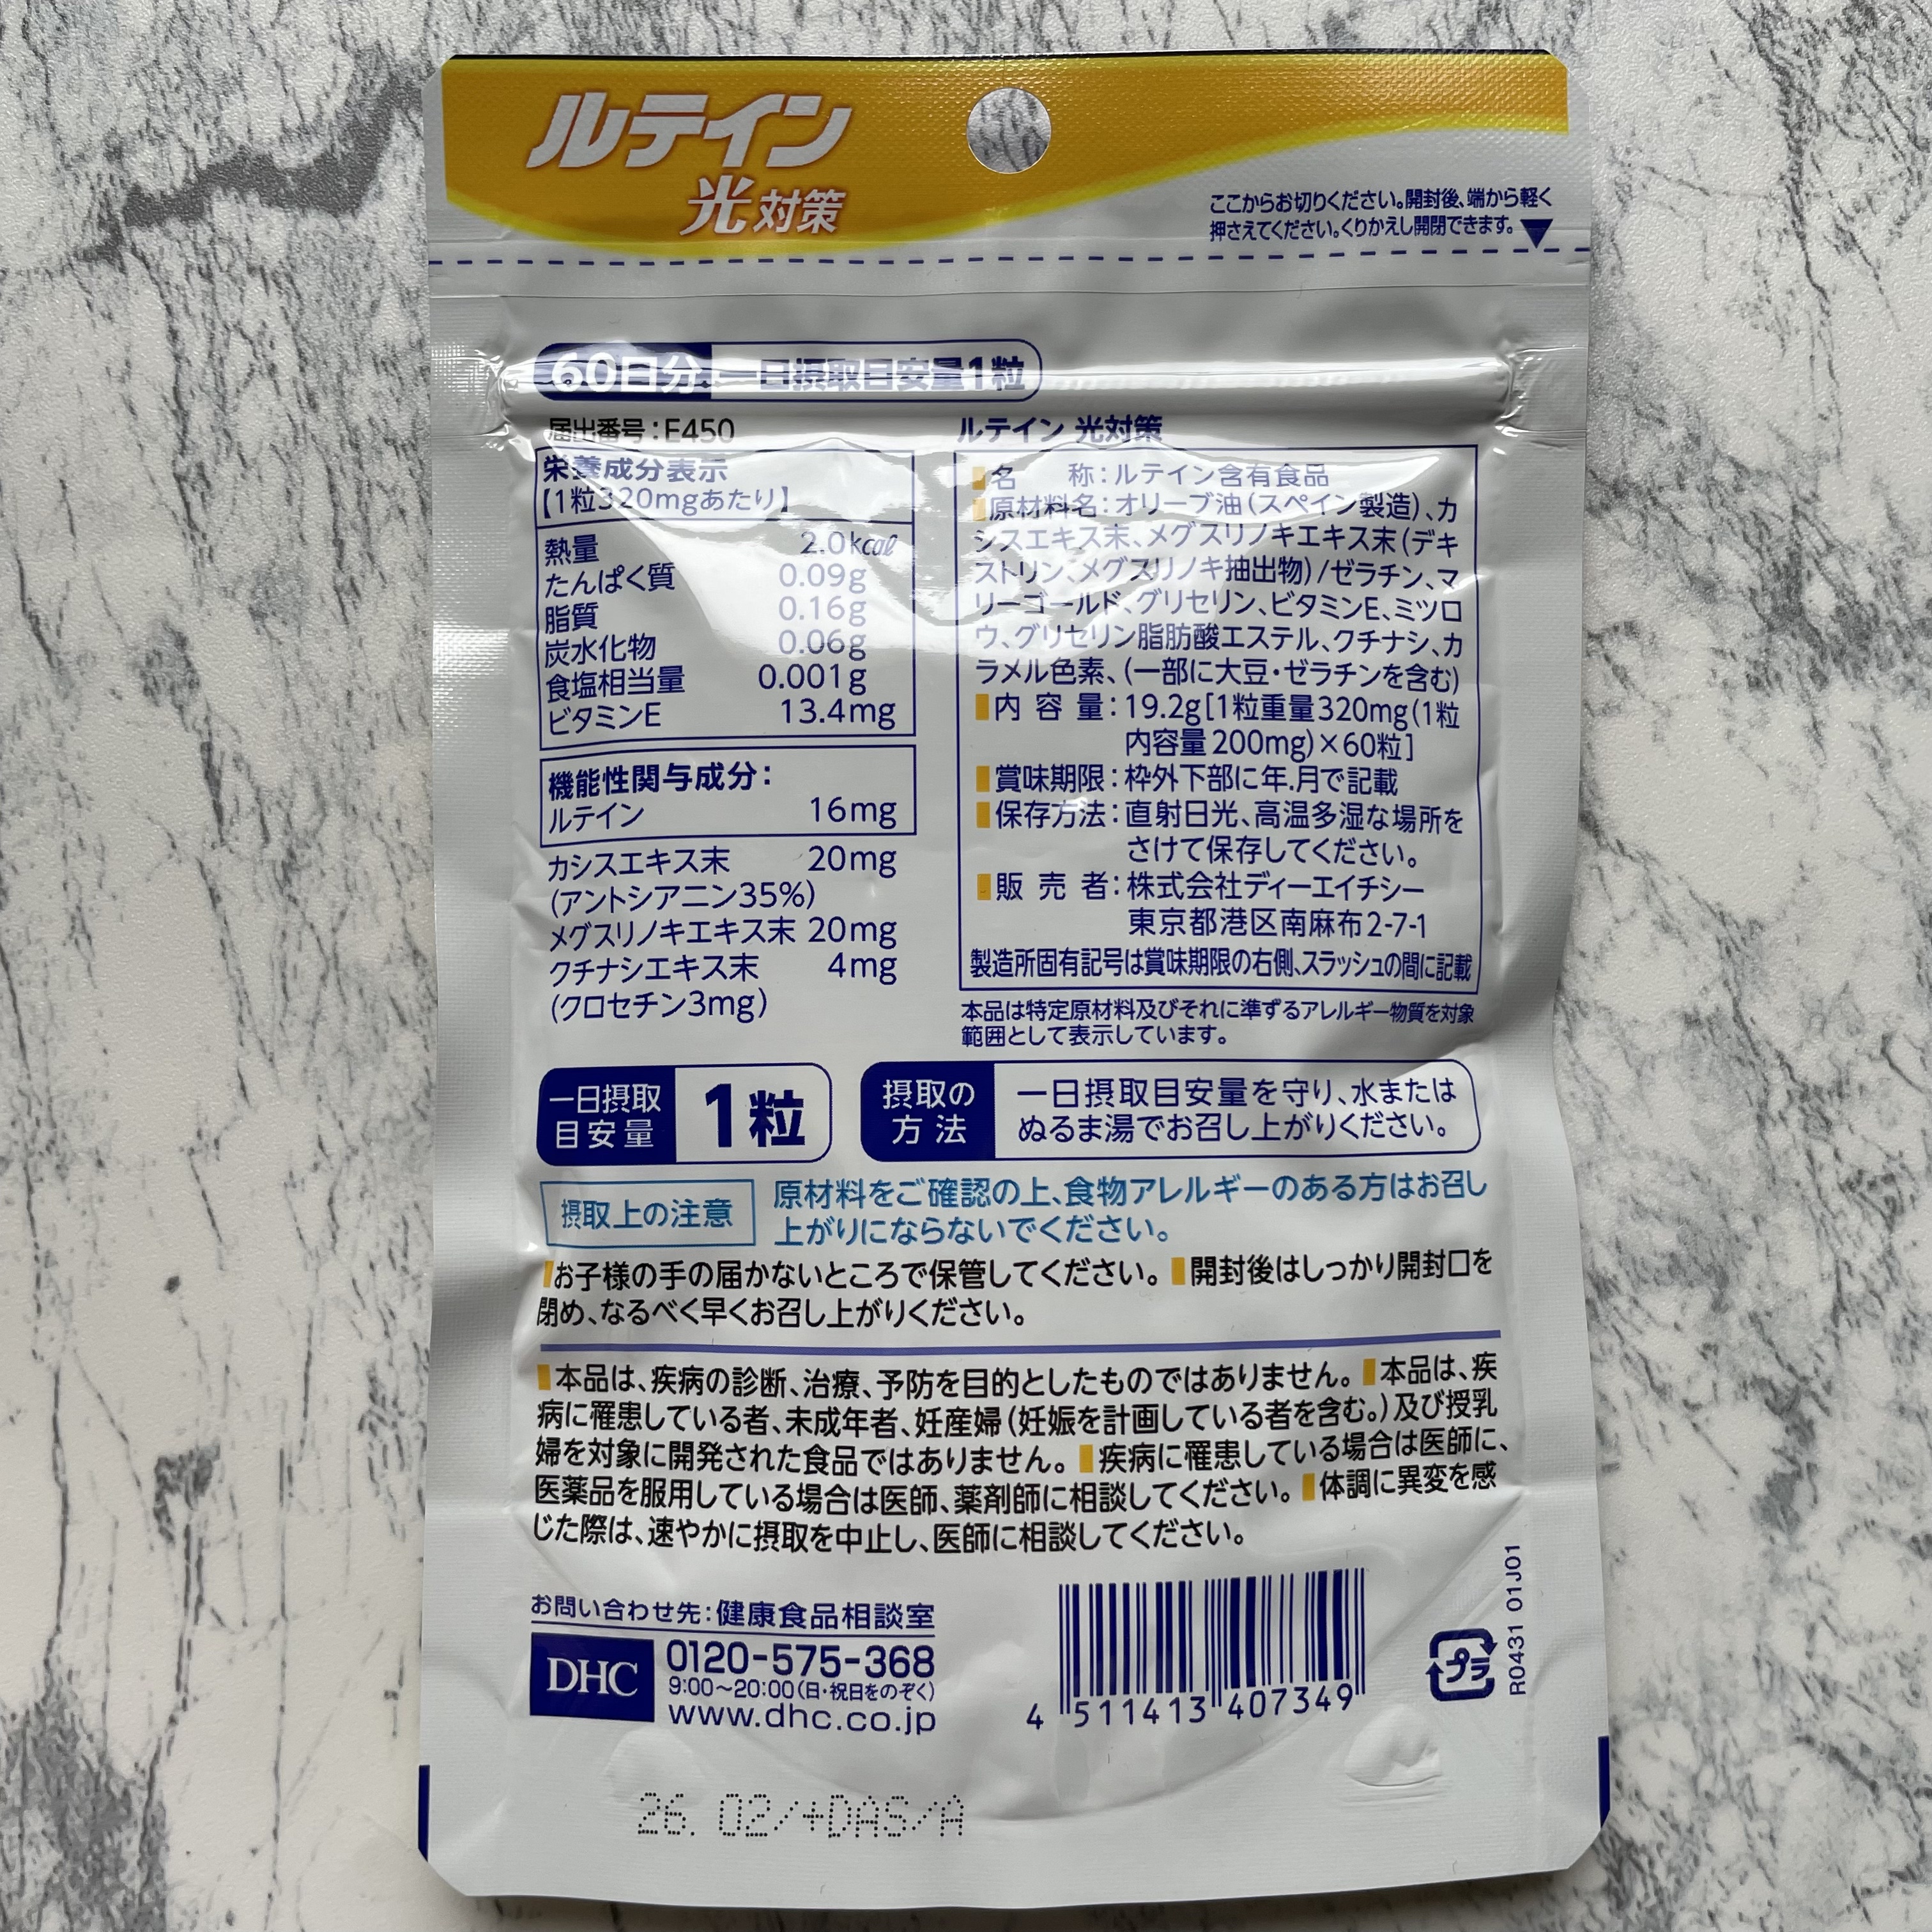 ルテイン
光対策
ここからお切りください。開封後、端から軽く
押さえてください。くりかえし開閉できます。▼
60日分 一日摂取目安量1粒
届出番号:E450
栄養成分表示
【1粒320mgあたり】
熱量 2.0kcal
たんぱく質 0.09g
脂質 0.16g
炭水化物 0.06g
食塩相当量 0.001g
ビタミンE 13.4mg
機能性関与成分:
ルテイン 16mg
カシスエキス末 20mg
(アントシアニン35%)
メグスリノキエキス末 20mg
クチナシエキス末 4mg
(クロセチン3mg)
ルテイン 光対策
名 称:ルテイン含有食品
原材料名:オリーブ油(スペイン製造)、カ
シスエキス末、メグスリノキエキス末(デキ
ストリン、メグスリノキ抽出物)/ゼラチン、マ
リーゴールド、グリセリン、ビタミンE、ミツロ
ウ、グリセリン脂肪酸エステル、クチナシ、カ
ラメル色素、(一部に大豆・ゼラチンを含む)
内 容 量:19.2g[1粒重量320mg(1粒
内容量200mg)×60粒]
賞味期限:枠外下部に年.月で記載
保存方法:直射日光、高温多湿な場所を
さけて保存してください。
販 売 者:株式会社ディーエイチシー
東京都港区南麻布2-7-1
製造所固有記号は賞味期限の右側、スラッシュの間に記載
本品は特定原材料及びそれに準ずるアレルギー物質を対象
範囲として表示しています。
一日摂取
目安量
1粒
摂取の
方法
一日摂取目安量を守り、水または
ぬるま湯でお召し上がりください。
摂取上の注意
原材料をご確認の上、食物アレルギーのある方はお召し
上がりにならないでください。
お子様の手の届かないところで保管してください。開封後はしっかり開封口を
閉め、なるべく早くお召し上がりください。
本品は、疾病の診断、治療、予防を目的としたものではありません。本品は、疾
病に罹患している者、未成年者、妊産婦(妊娠を計画している者を含む。)及び授乳
婦を対象に開発された食品ではありません。疾病に罹患している場合は医師に、
医薬品を服用している場合は医師、薬剤師に相談してください。体調に異変を感
じた際は、速やかに摂取を中止し、医師に相談してください。
お問い合わせ先:健康食品相談室
DHC
0120-575-368
9:00〜20:00(日・祝日をのぞく)
www.dhc.co.jp
4 511413 407349
プラ
R0431 01J01
26. 02/+DAS/A